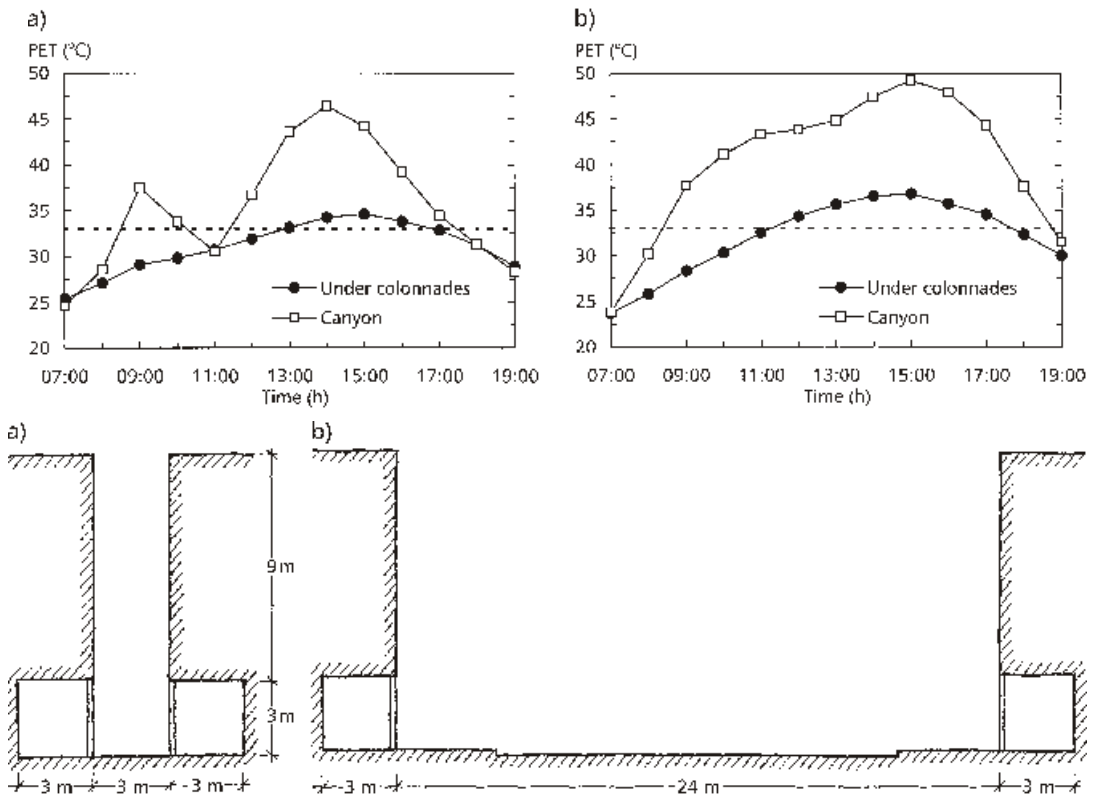 a)
PET (°C)
50
45
40
35
30
25
20
Under colonnades
Canyon
07:00 09:00 11:00 13:00 15:00 17:00 19:00
Time (h)
b)
PET (°C)
50
45
40
35
30
25
20
Under colonnades
Canyon
07:00 09:00 11:00 13:00 15:00 17:00 19:00
Time (h)
a)
9 m
3 m
3 m 3 m 3 m
b)
3 m 24 m 3 m